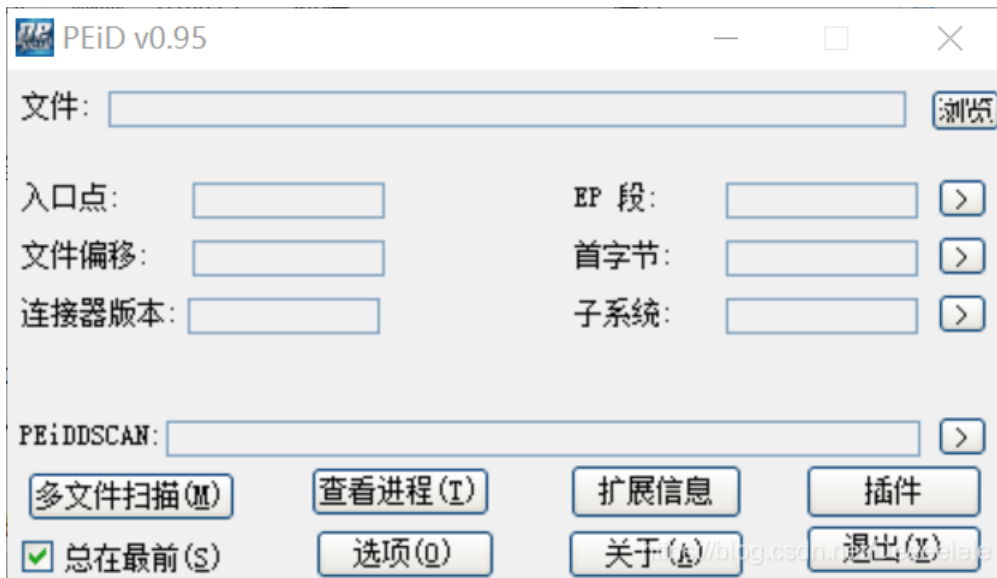 PEiD v0.95
文件: 浏览
入口点: EP 段: >
文件偏移: 首字节: >
连接器版本: 子系统: >
PEiDDSCAN: >
多文件扫描(M) 查看进程(T) 扩展信息 插件
总在最前(S) 选项(O) 关于(A) 退出(X)